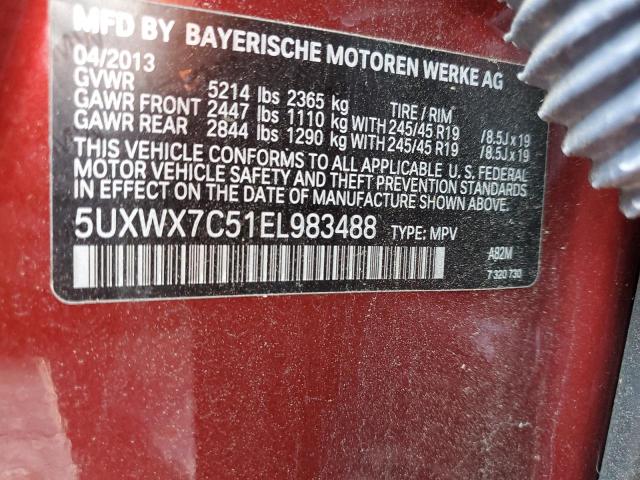 MFD BY BAYERISCHE MOTOREN WERKE AG
04/2013
GVWR 5214 lbs 2365 kg TIRE / RIM
GAWR FRONT 2447 lbs 1110 kg WITH 245/45 R19 / 8.5J x 19
GAWR REAR 2844 lbs 1290 kg WITH 245/45 R19 / 8.5J x 19
THIS VEHICLE CONFORMS TO ALL APPLICABLE U. S. FEDERAL
MOTOR VEHICLE SAFETY AND THEFT PREVENTION STANDARDS
IN EFFECT ON THE DATE OF MANUFACTURE SHOWN ABOVE.
5UXWX7C51EL983488 TYPE: MPV
A82M
7 320 730